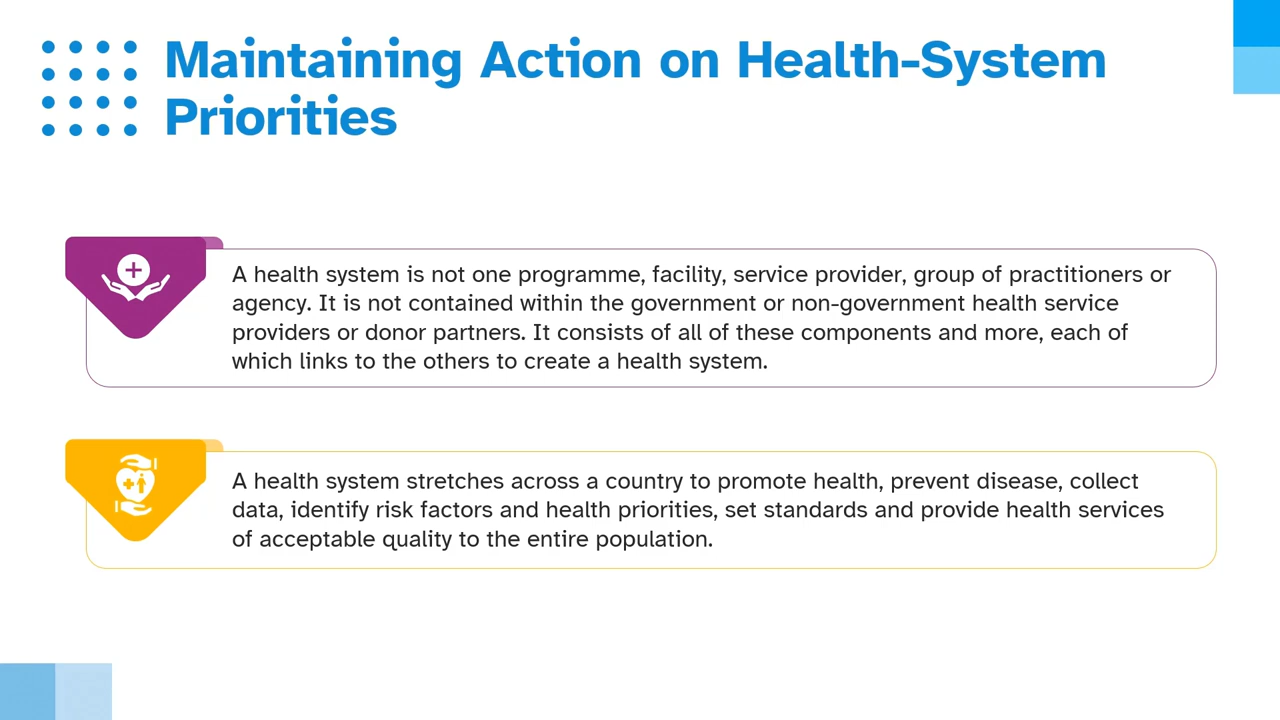 Maintaining Action on Health-System
Priorities
A health system is not one programme, facility, service provider, group of practitioners or
agency. It is not contained within the government or non-government health service
providers or donor partners. It consists of all of these components and more, each of
which links to the others to create a health system.
A health system stretches across a country to promote health, prevent disease, collect
data, identify risk factors and health priorities, set standards and provide health services
of acceptable quality to the entire population.